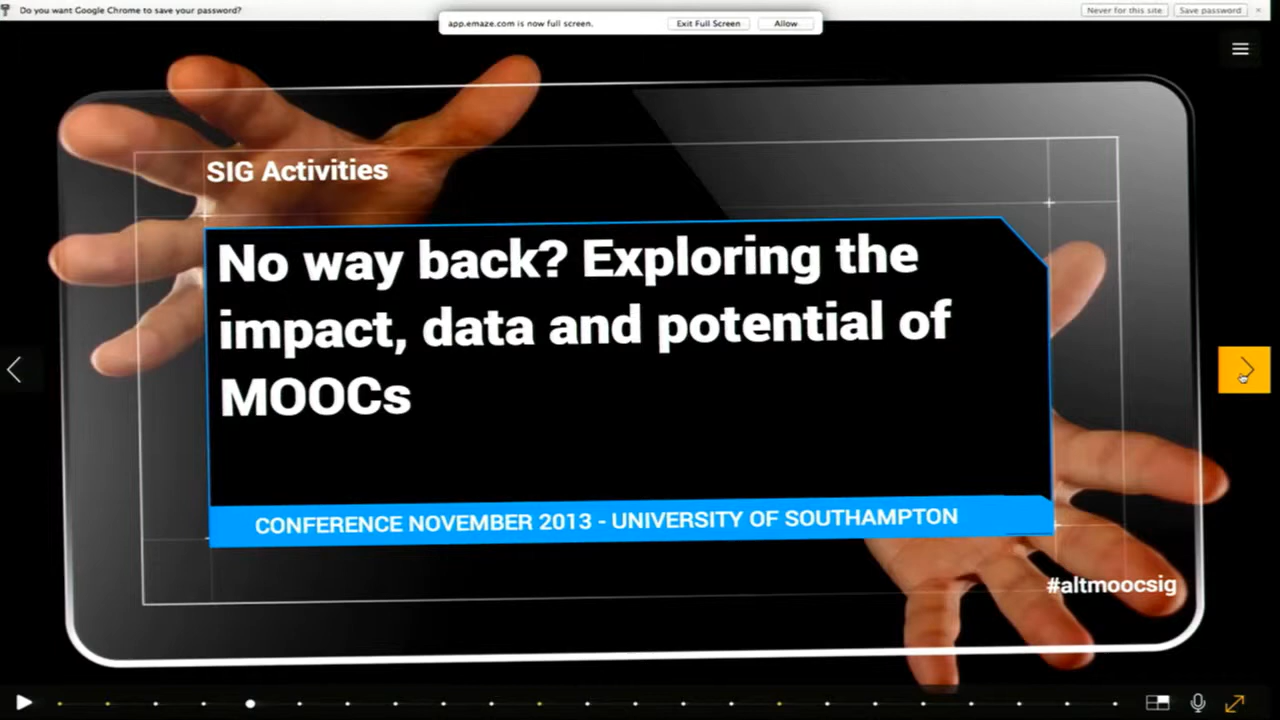 Do you want Google Chrome to save your password?
Never for this site
Save password
×
app.emaze.com is now full screen.
Exit Full Screen
Allow
SIG Activities
No way back? Exploring the
impact, data and potential of
MOOCs
CONFERENCE NOVEMBER 2013 - UNIVERSITY OF SOUTHAMPTON
#altmoocsig